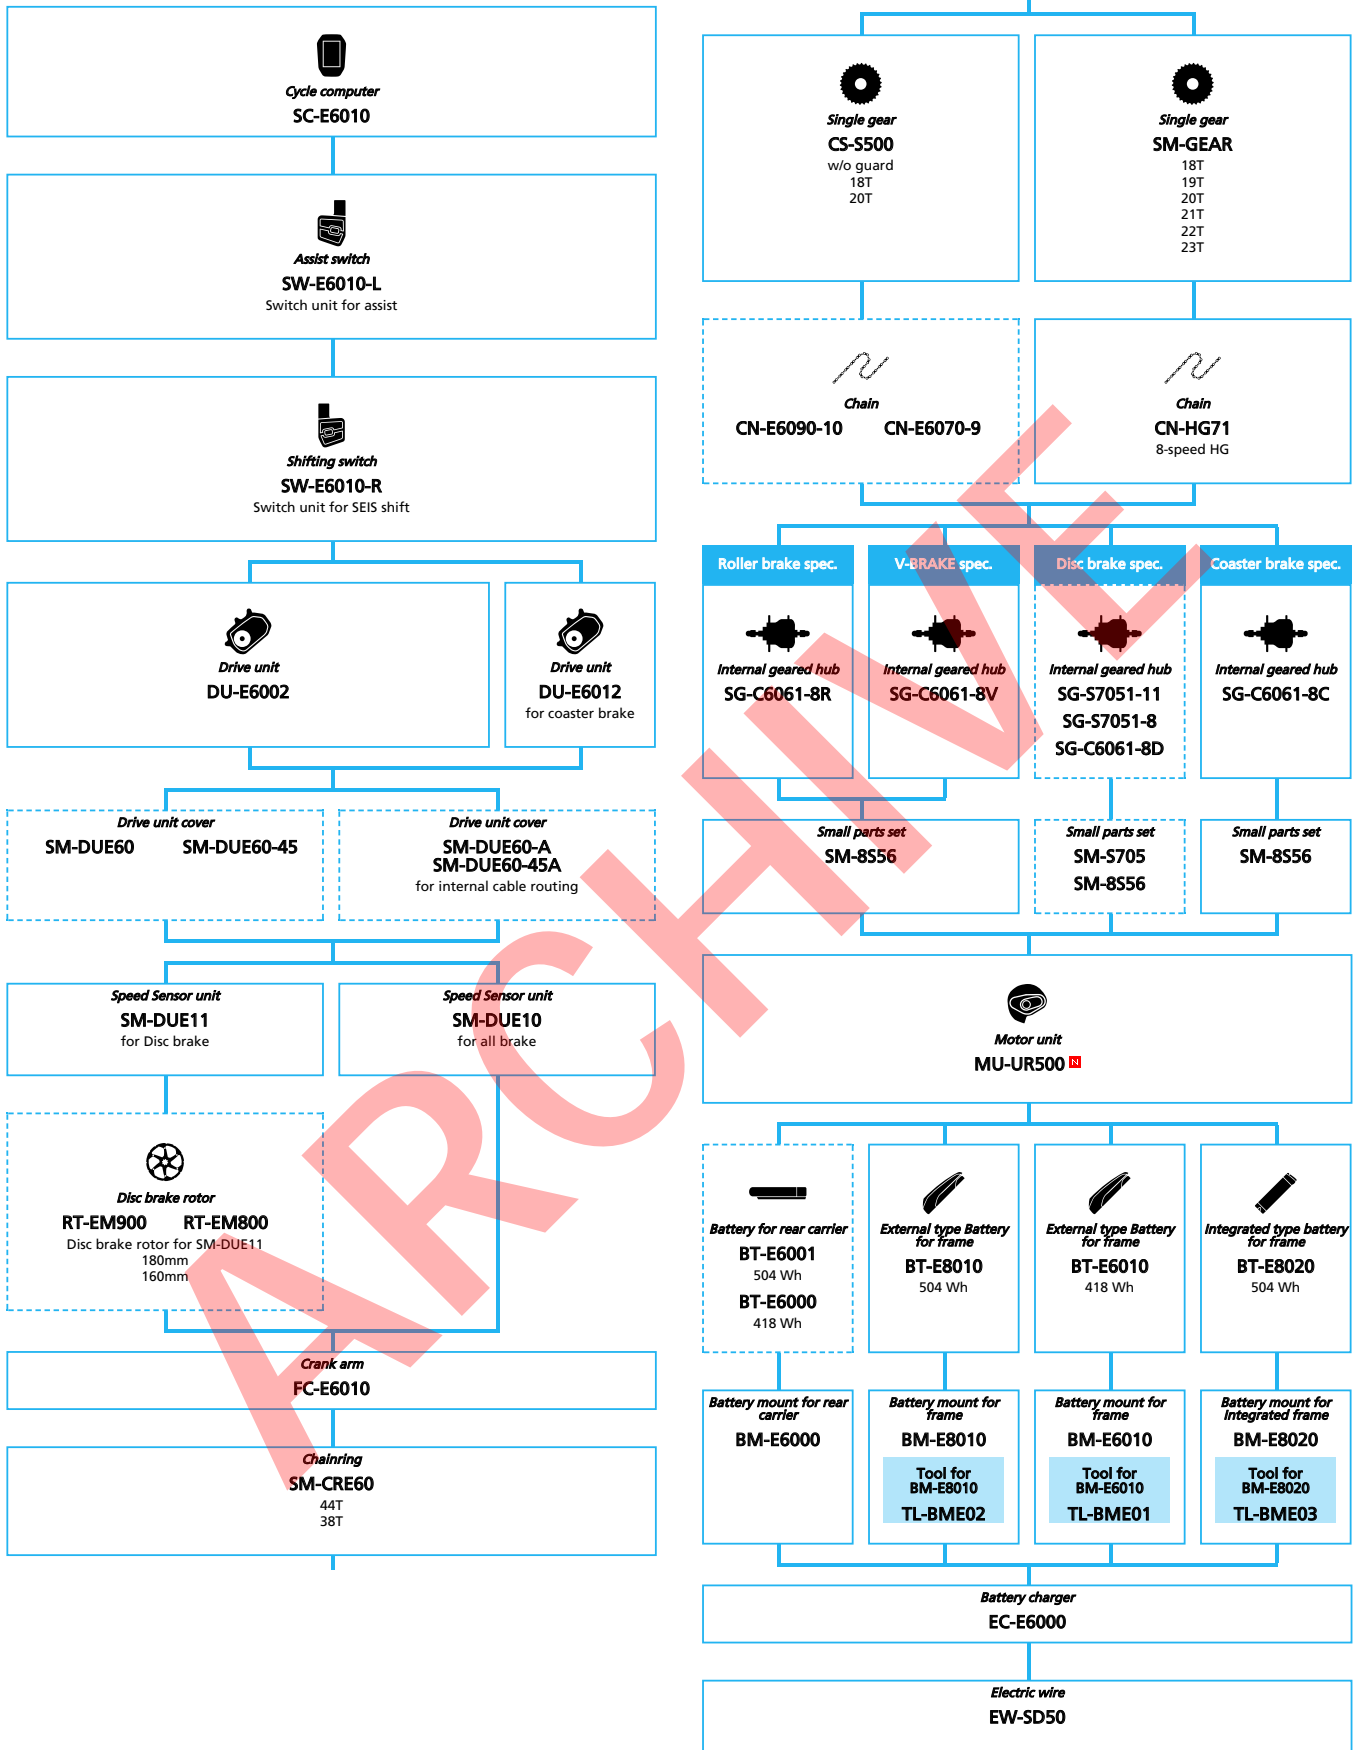 Cycle computer
SC-E6010
Assist switch
SW-E6010-L
Switch unit for assist
Shifting switch
SW-E6010-R
Switch unit for SEIS shift
Drive unit
DU-E6002
Drive unit
DU-E6012
for coaster brake
Drive unit cover
SM-DUE60 SM-DUE60-45
Drive unit cover
SM-DUE60-A
SM-DUE60-45A
for internal cable routing
Speed Sensor unit
SM-DUE11
for Disc brake
Speed Sensor unit
SM-DUE10
for all brake
Disc brake rotor
RT-EM900 RT-EM800
Disc brake rotor for SM-DUE11
180mm
160mm
Crank arm
FC-E6010
Chainring
SM-CRE60
44T
38T
Single gear
CS-S500
w/o guard
18T
20T
Single gear
SM-GEAR
18T
19T
20T
21T
22T
23T
Chain
CN-E6090-10 CN-E6070-9
Chain
CN-HG71
8-speed HG
Roller brake spec.
Internal geared hub
SG-C6061-8R
V-BRAKE spec.
Internal geared hub
SG-C6061-8V
Disc brake spec.
Internal geared hub
SG-S7051-11
SG-S7051-8
SG-C6061-8D
Coaster brake spec.
Internal geared hub
SG-C6061-8C
Small parts set
SM-8S56
Small parts set
SM-S705
SM-8S56
Small parts set
SM-8S56
Motor unit
MU-UR500 N
Battery for rear carrier
BT-E6001
504 Wh
BT-E6000
418 Wh
External type Battery
for frame
BT-E8010
504 Wh
External type Battery
for frame
BT-E6010
418 Wh
Integrated type battery
for frame
BT-E8020
504 Wh
Battery mount for rear
carrier
BM-E6000
Battery mount for
frame
BM-E8010
Tool for
BM-E8010
TL-BME02
Battery mount for
frame
BM-E6010
Tool for
BM-E6010
TL-BME01
Battery mount for
Integrated frame
BM-E8020
Tool for
BM-E8020
TL-BME03
Battery charger
EC-E6000
Electric wire
EW-SD50
ARCHIVE